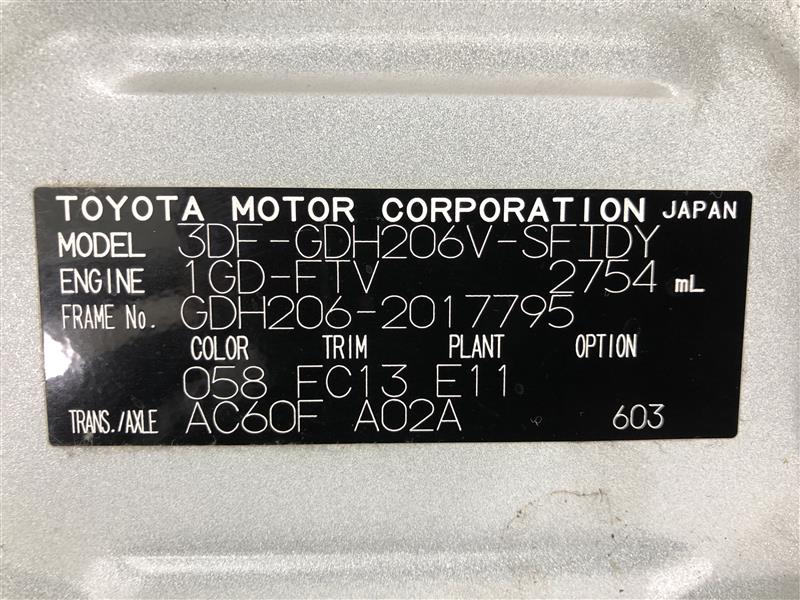 TOYOTA MOTOR CORPORATION JAPAN
MODEL 3DF-GDH206V-SFTDY
ENGINE 1GD-FTV 2754 mL
FRAME No. GDH206-2017795
COLOR TRIM PLANT OPTION
058 FC13 E11
TRANS./AXLE AC60F A02A 603